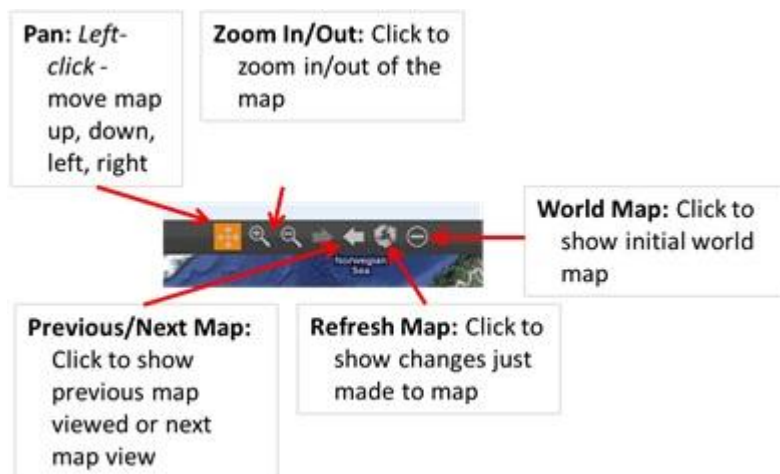 Pan: Left-
click -
move map
up, down,
left, right
Zoom In/Out: Click to
zoom in/out of the
map
World Map: Click to
show initial world
map
Norwegian
Sea
Previous/Next Map:
Click to show
previous map
viewed or next
map view
Refresh Map: Click to
show changes just
made to map